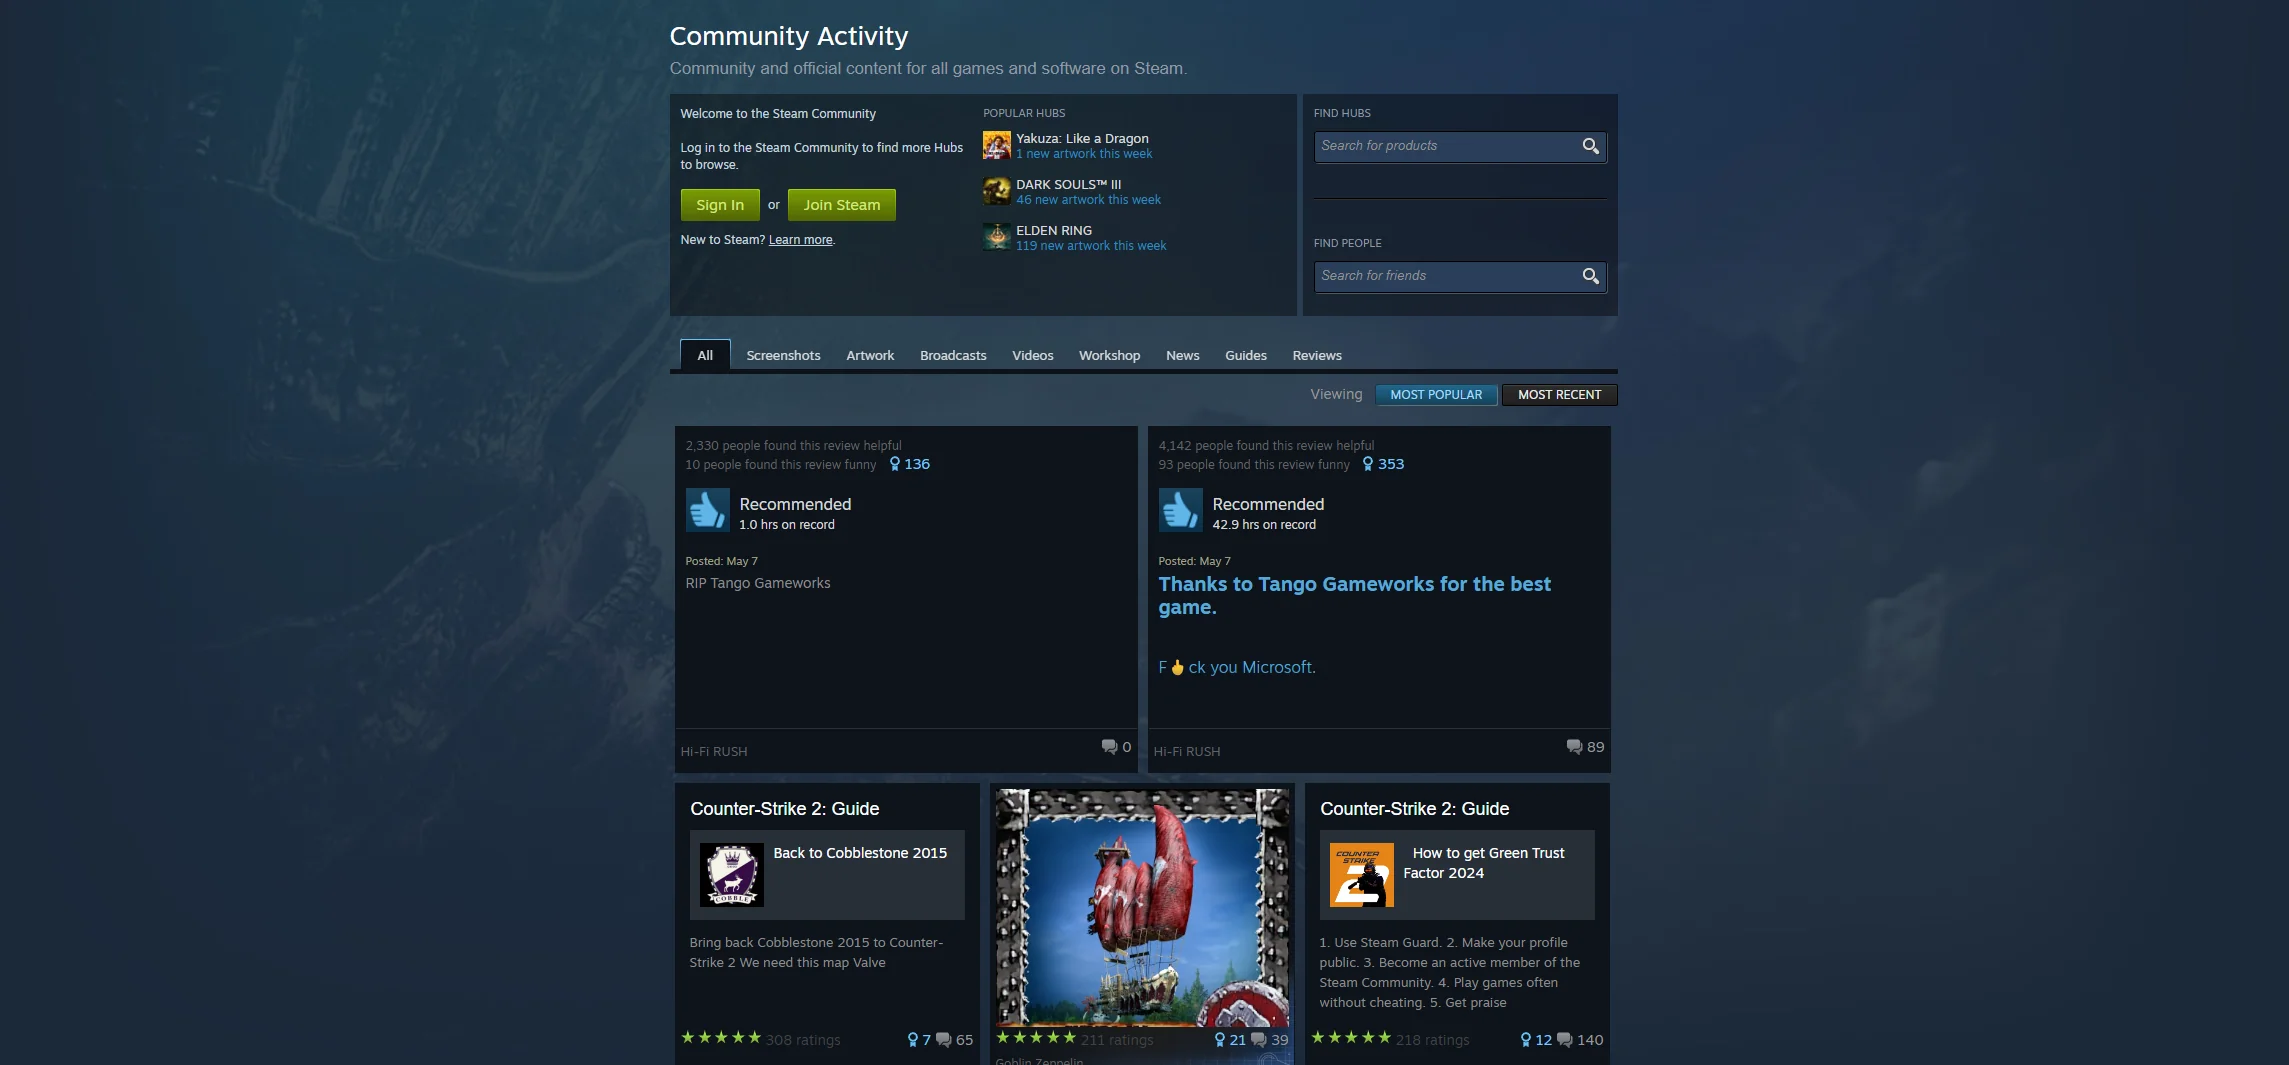 Community Activity
Community and official content for all games and software on Steam.
Welcome to the Steam Community
Log in to the Steam Community to find more Hubs
to browse.
Sign In or Join Steam
New to Steam? Learn more.
POPULAR HUBS
Yakuza: Like a Dragon
1 new artwork this week
DARK SOULS™ III
46 new artwork this week
ELDEN RING
119 new artwork this week
FIND HUBS
Search for products
FIND PEOPLE
Search for friends
All Screenshots Artwork Broadcasts Videos Workshop News Guides Reviews
Viewing MOST POPULAR MOST RECENT
2,330 people found this review helpful
10 people found this review funny 136
Recommended
1.0 hrs on record
Posted: May 7
RIP Tango Gameworks
Hi-Fi RUSH 0
4,142 people found this review helpful
93 people found this review funny 353
Recommended
42.9 hrs on record
Posted: May 7
Thanks to Tango Gameworks for the best
game.
F🖕ck you Microsoft.
Hi-Fi RUSH 89
Counter-Strike 2: Guide
COBBLE
Back to Cobblestone 2015
Bring back Cobblestone 2015 to Counter-
Strike 2 We need this map Valve
308 ratings 7 65
211 ratings 21 39
Goblin Zeppelin
Counter-Strike 2: Guide
COUNTER
STRIKE
2
How to get Green Trust
Factor 2024
1. Use Steam Guard. 2. Make your profile
public. 3. Become an active member of the
Steam Community. 4. Play games often
without cheating. 5. Get praise
218 ratings 12 140